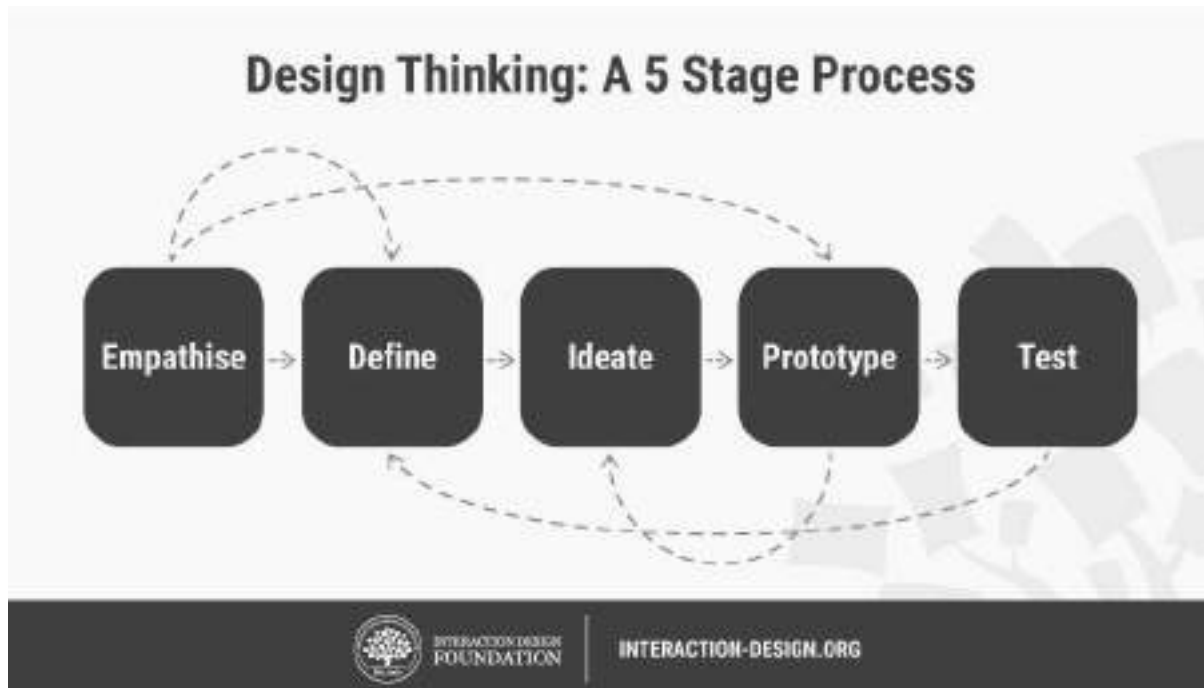 Design Thinking: A 5 Stage Process
Empathise
Define
Ideate
Prototype
Test
INTERACTION DESIGN
FOUNDATION
INTERACTION-DESIGN.ORG